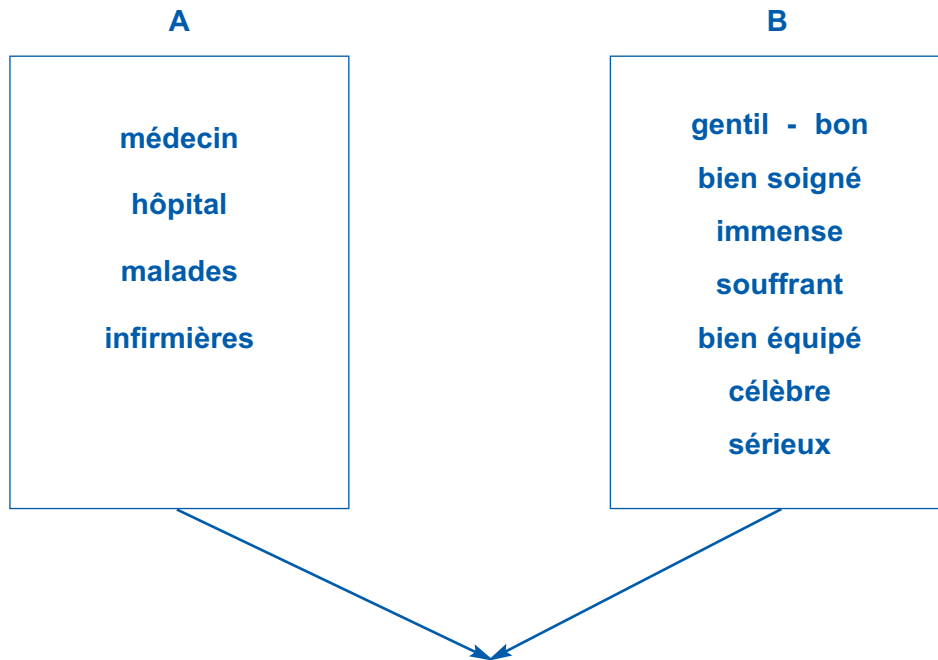 A
médecin
hôpital
malades
infirmières
B
gentil - bon
bien soigné
immense
souffrant
bien équipé
célèbre
sérieux